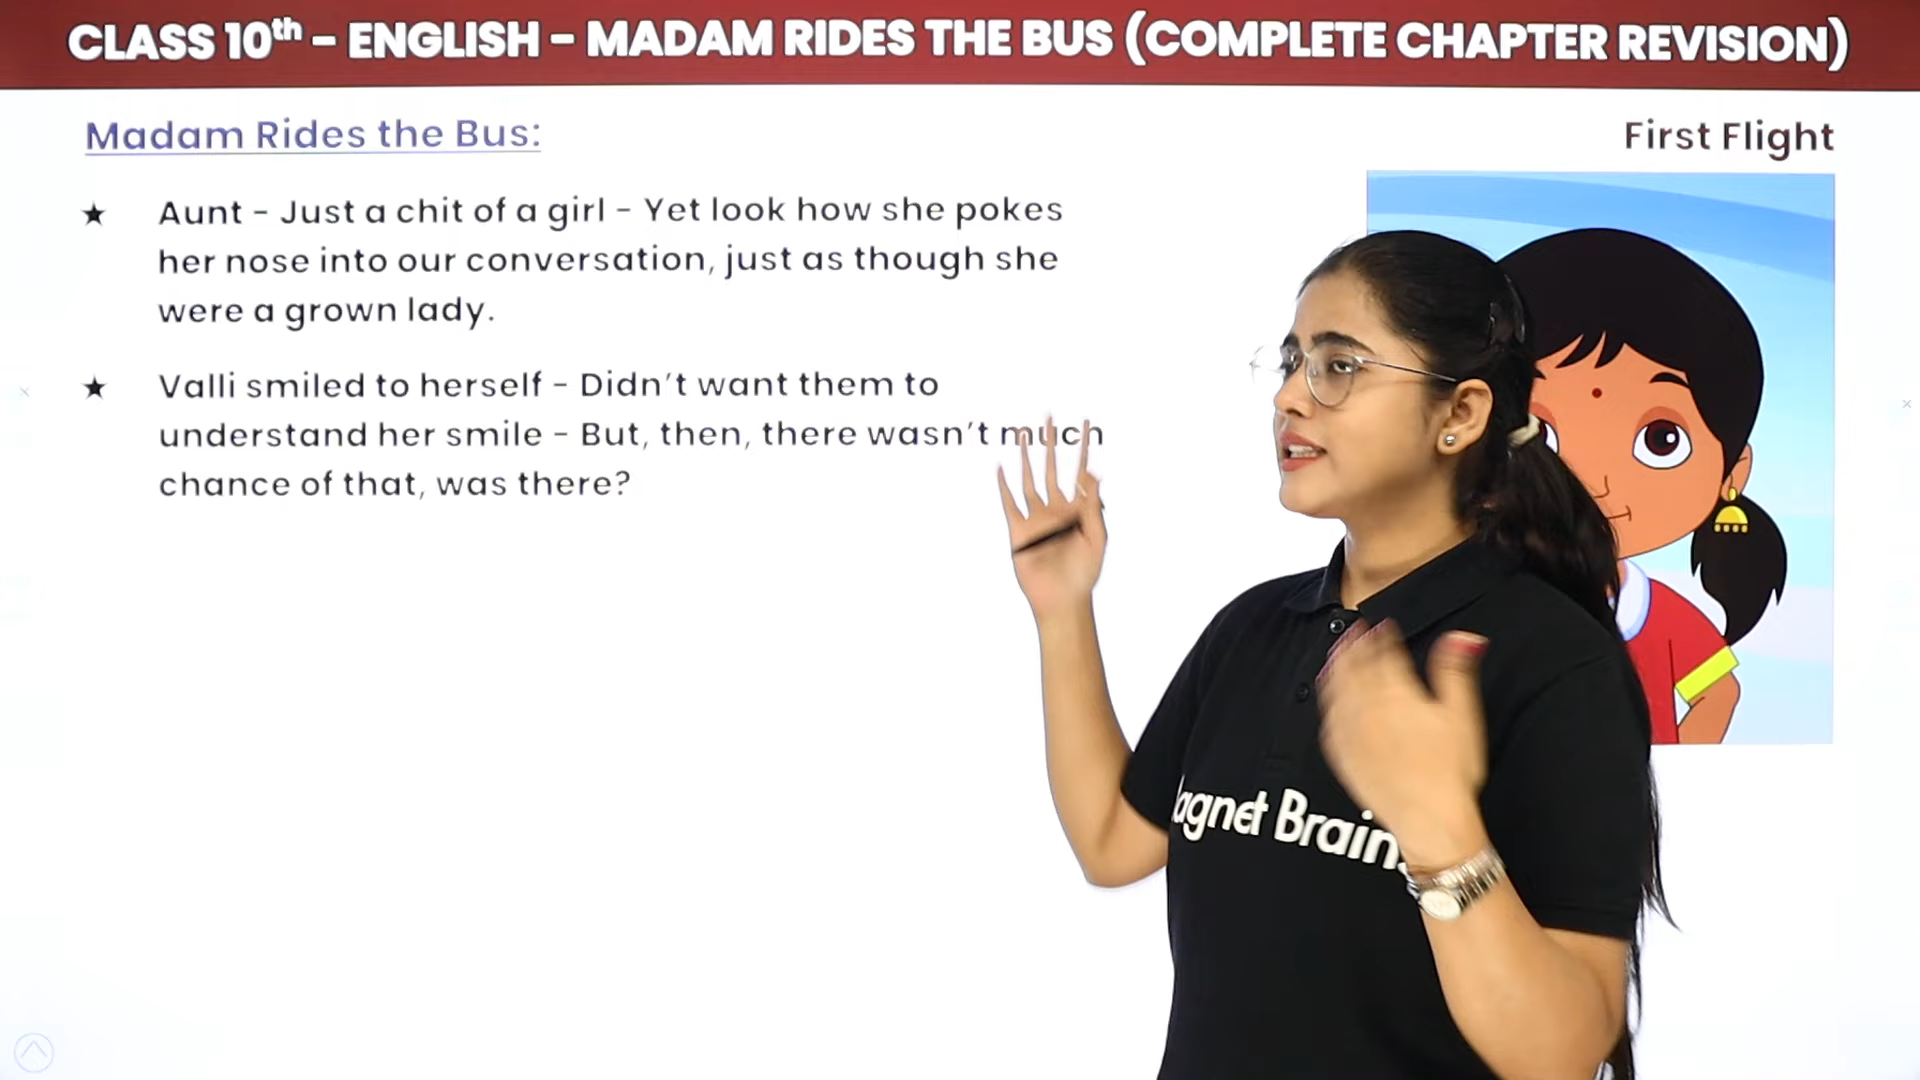 CLASS 10th – ENGLISH – MADAM RIDES THE BUS (COMPLETE CHAPTER REVISION)
Madam Rides the Bus:
First Flight
★ Aunt – Just a chit of a girl – Yet look how she pokes
her nose into our conversation, just as though she
were a grown lady.
★ Valli smiled to herself – Didn't want them to
understand her smile – But, then, there wasn't much
chance of that, was there?
agnet Brain